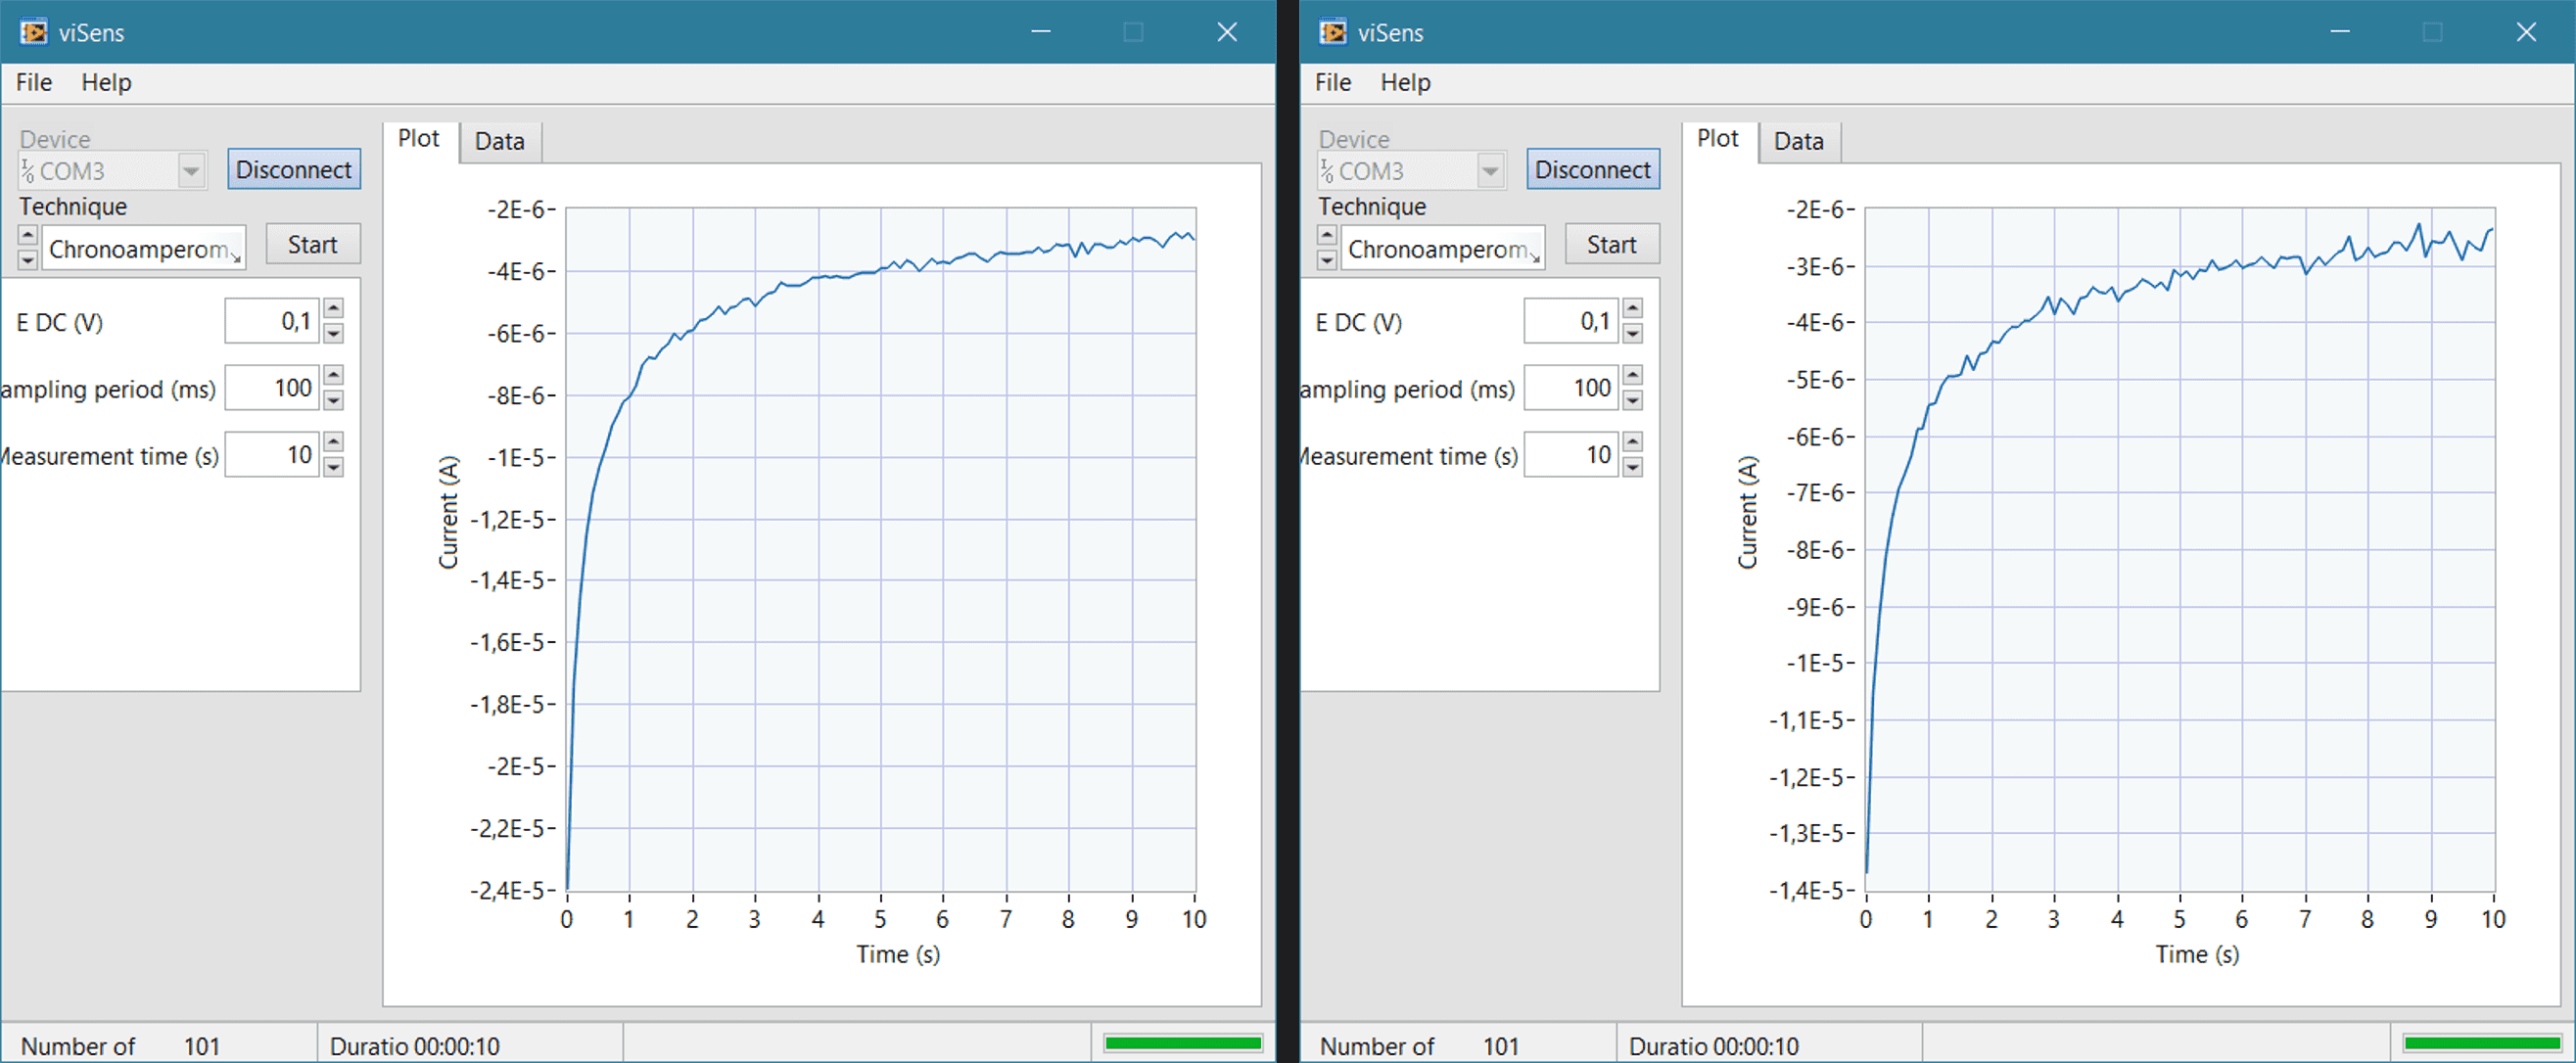 viSens
File Help
Device
COM3 Disconnect
Technique
Chronoamperom Start
E DC (V) 0,1
ampling period (ms) 100
Measurement time (s) 10
Plot Data
-2E-6
-4E-6
-6E-6
-8E-6
-1E-5
-1,2E-5
-1,4E-5
-1,6E-5
-1,8E-5
-2E-5
-2,2E-5
-2,4E-5
Current (A)
0 1 2 3 4 5 6 7 8 9 10
Time (s)
Number of 101 Duratio 00:00:10
viSens
File Help
Device
COM3 Disconnect
Technique
Chronoamperom Start
E DC (V) 0,1
ampling period (ms) 100
Measurement time (s) 10
Plot Data
-2E-6
-3E-6
-4E-6
-5E-6
-6E-6
-7E-6
-8E-6
-9E-6
-1E-5
-1,1E-5
-1,2E-5
-1,3E-5
-1,4E-5
Current (A)
0 1 2 3 4 5 6 7 8 9 10
Time (s)
Number of 101 Duratio 00:00:10